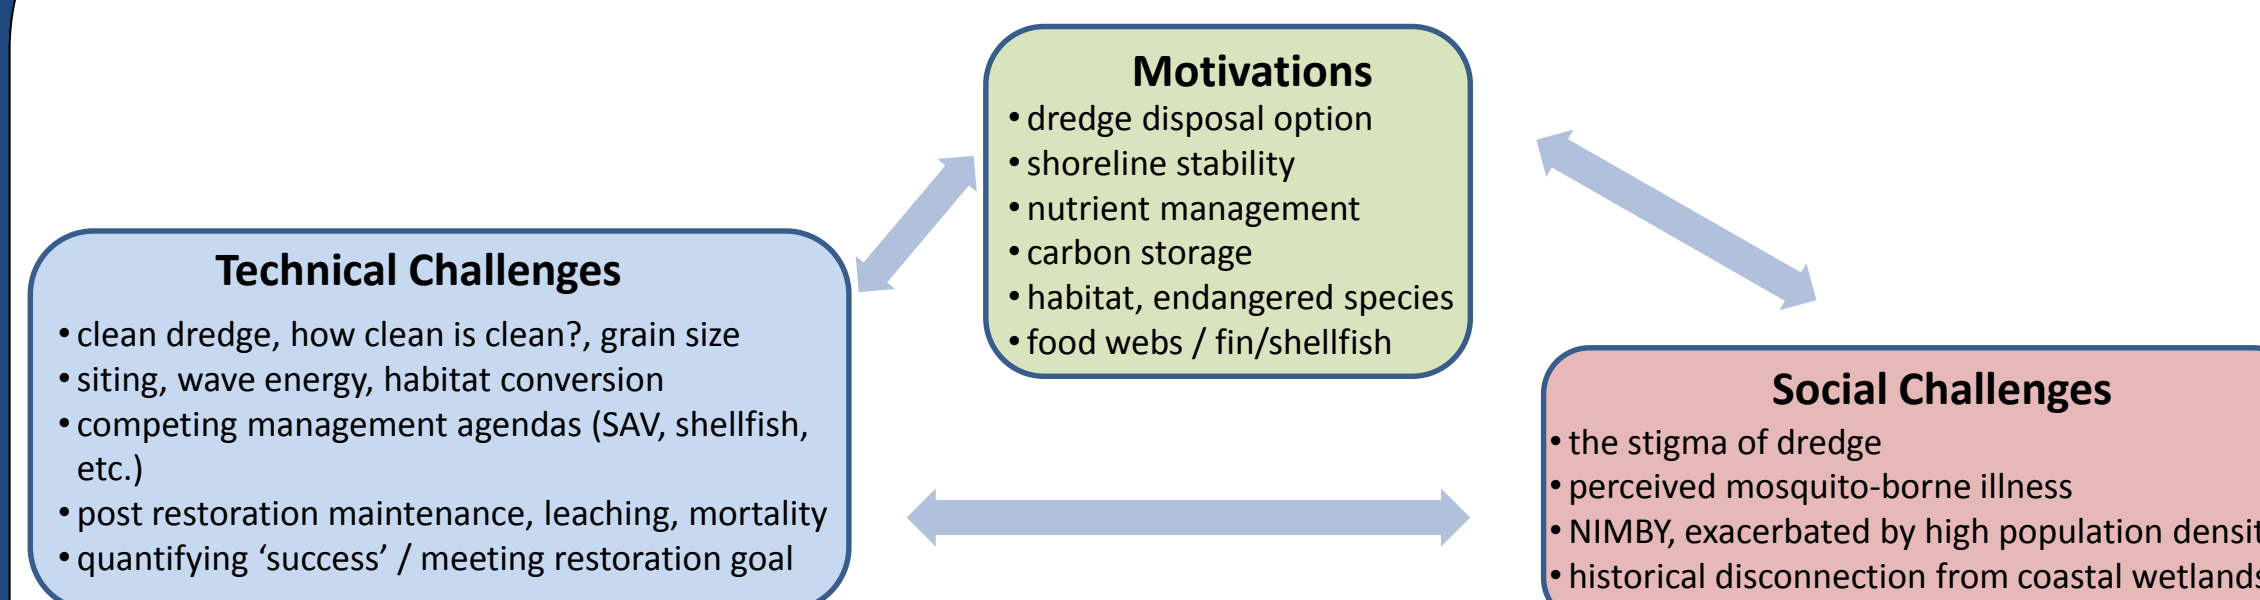 Motivations
• dredge disposal option
• shoreline stability
• nutrient management
• carbon storage
• habitat, endangered species
• food webs / fin/shellfish
Technical Challenges
• clean dredge, how clean is clean?, grain size
• siting, wave energy, habitat conversion
• competing management agendas (SAV, shellfish,
etc.)
• post restoration maintenance, leaching, mortality
• quantifying ‘success’ / meeting restoration goal
Social Challenges
• the stigma of dredge
• perceived mosquito-borne illness
• NIMBY, exacerbated by high population densit
• historical disconnection from coastal wetlands